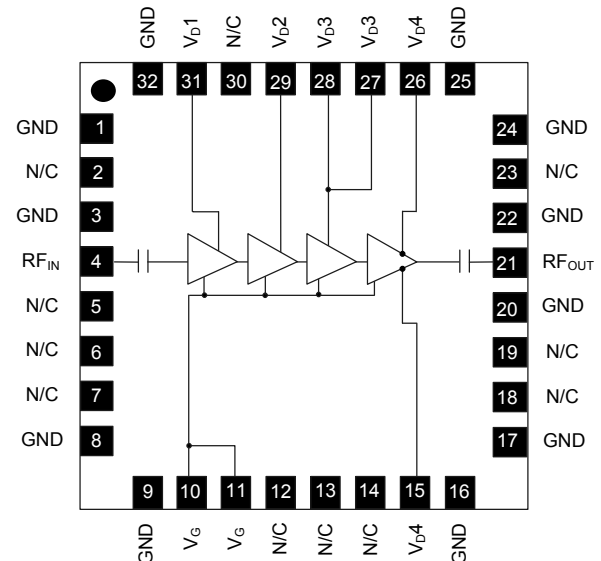 GND V_D1 N/C V_D2 V_D3 V_D3 V_D4 GND
32 31 30 29 28 27 26 25
GND 1
N/C 2
GND 3
RF_IN 4
N/C 5
N/C 6
N/C 7
GND 8
24 GND
23 N/C
22 GND
21 RF_OUT
20 GND
19 N/C
18 N/C
17 GND
9 10 11 12 13 14 15 16
GND V_G V_G N/C N/C N/C V_D4 GND